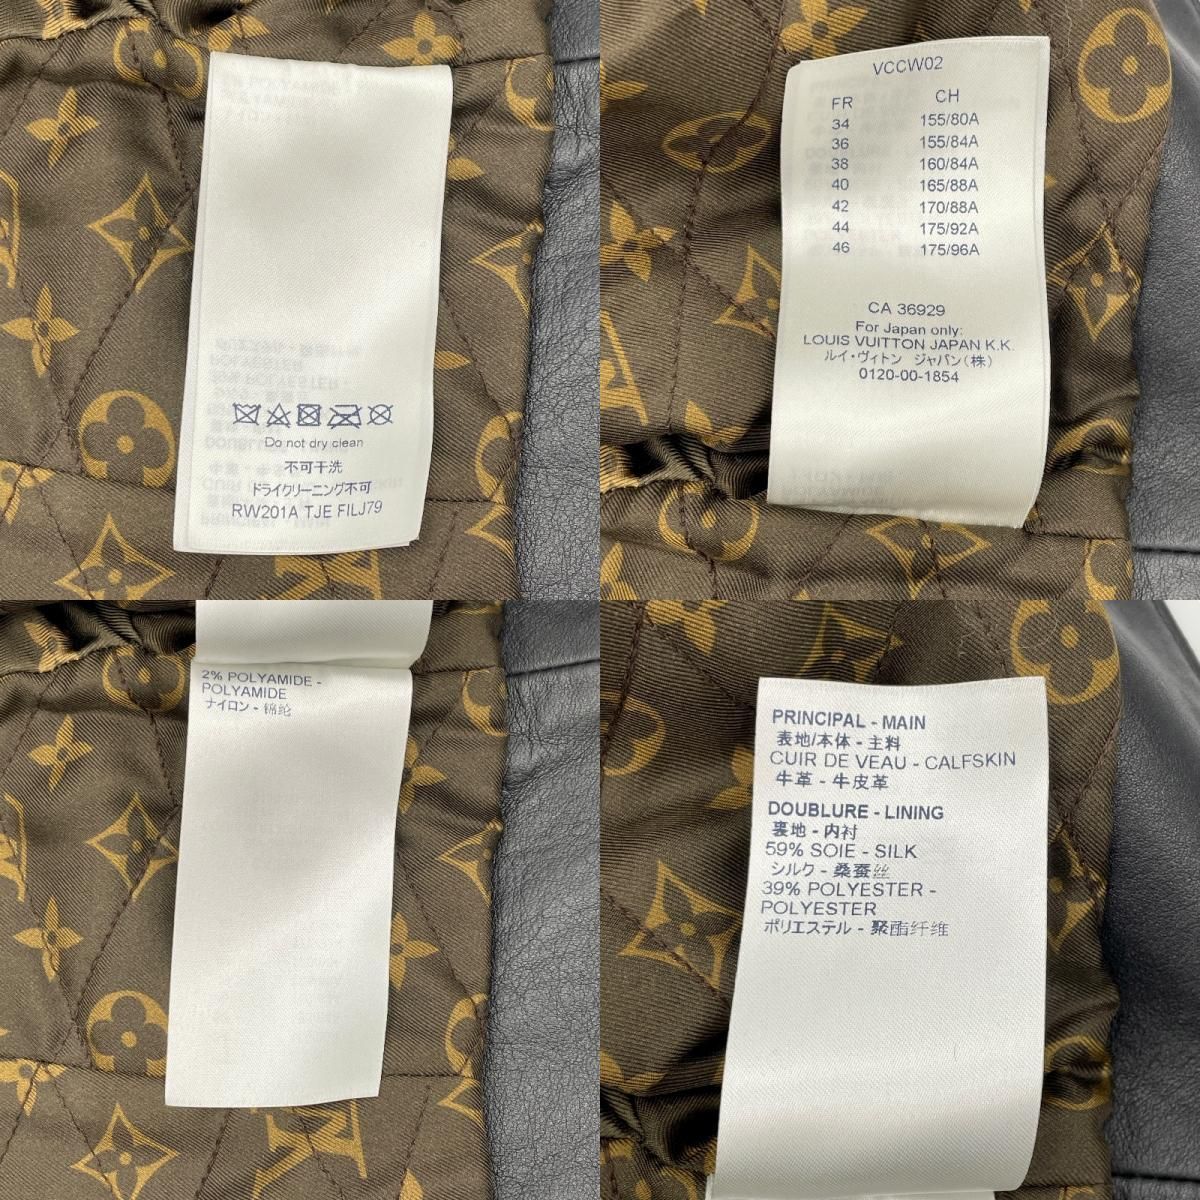 Do not dry clean
不可干洗
ドライクリーニング不可
RW201A TJE FILJ79
VCCW02
FR CH
34 155/80A
36 155/84A
38 160/84A
40 165/88A
42 170/88A
44 175/92A
46 175/96A
CA 36929
For Japan only:
LOUIS VUITTON JAPAN K.K.
ルイ・ヴィトン ジャパン(株)
0120-00-1854
2% POLYAMIDE -
POLYAMIDE
ナイロン - 锦纶
PRINCIPAL - MAIN
表地/本体 - 主料
CUIR DE VEAU - CALFSKIN
牛革 - 牛皮革
DOUBLURE - LINING
裏地 - 内衬
59% SOIE - SILK
シルク - 桑蚕丝
39% POLYESTER -
POLYESTER
ポリエステル - 聚酯纤维